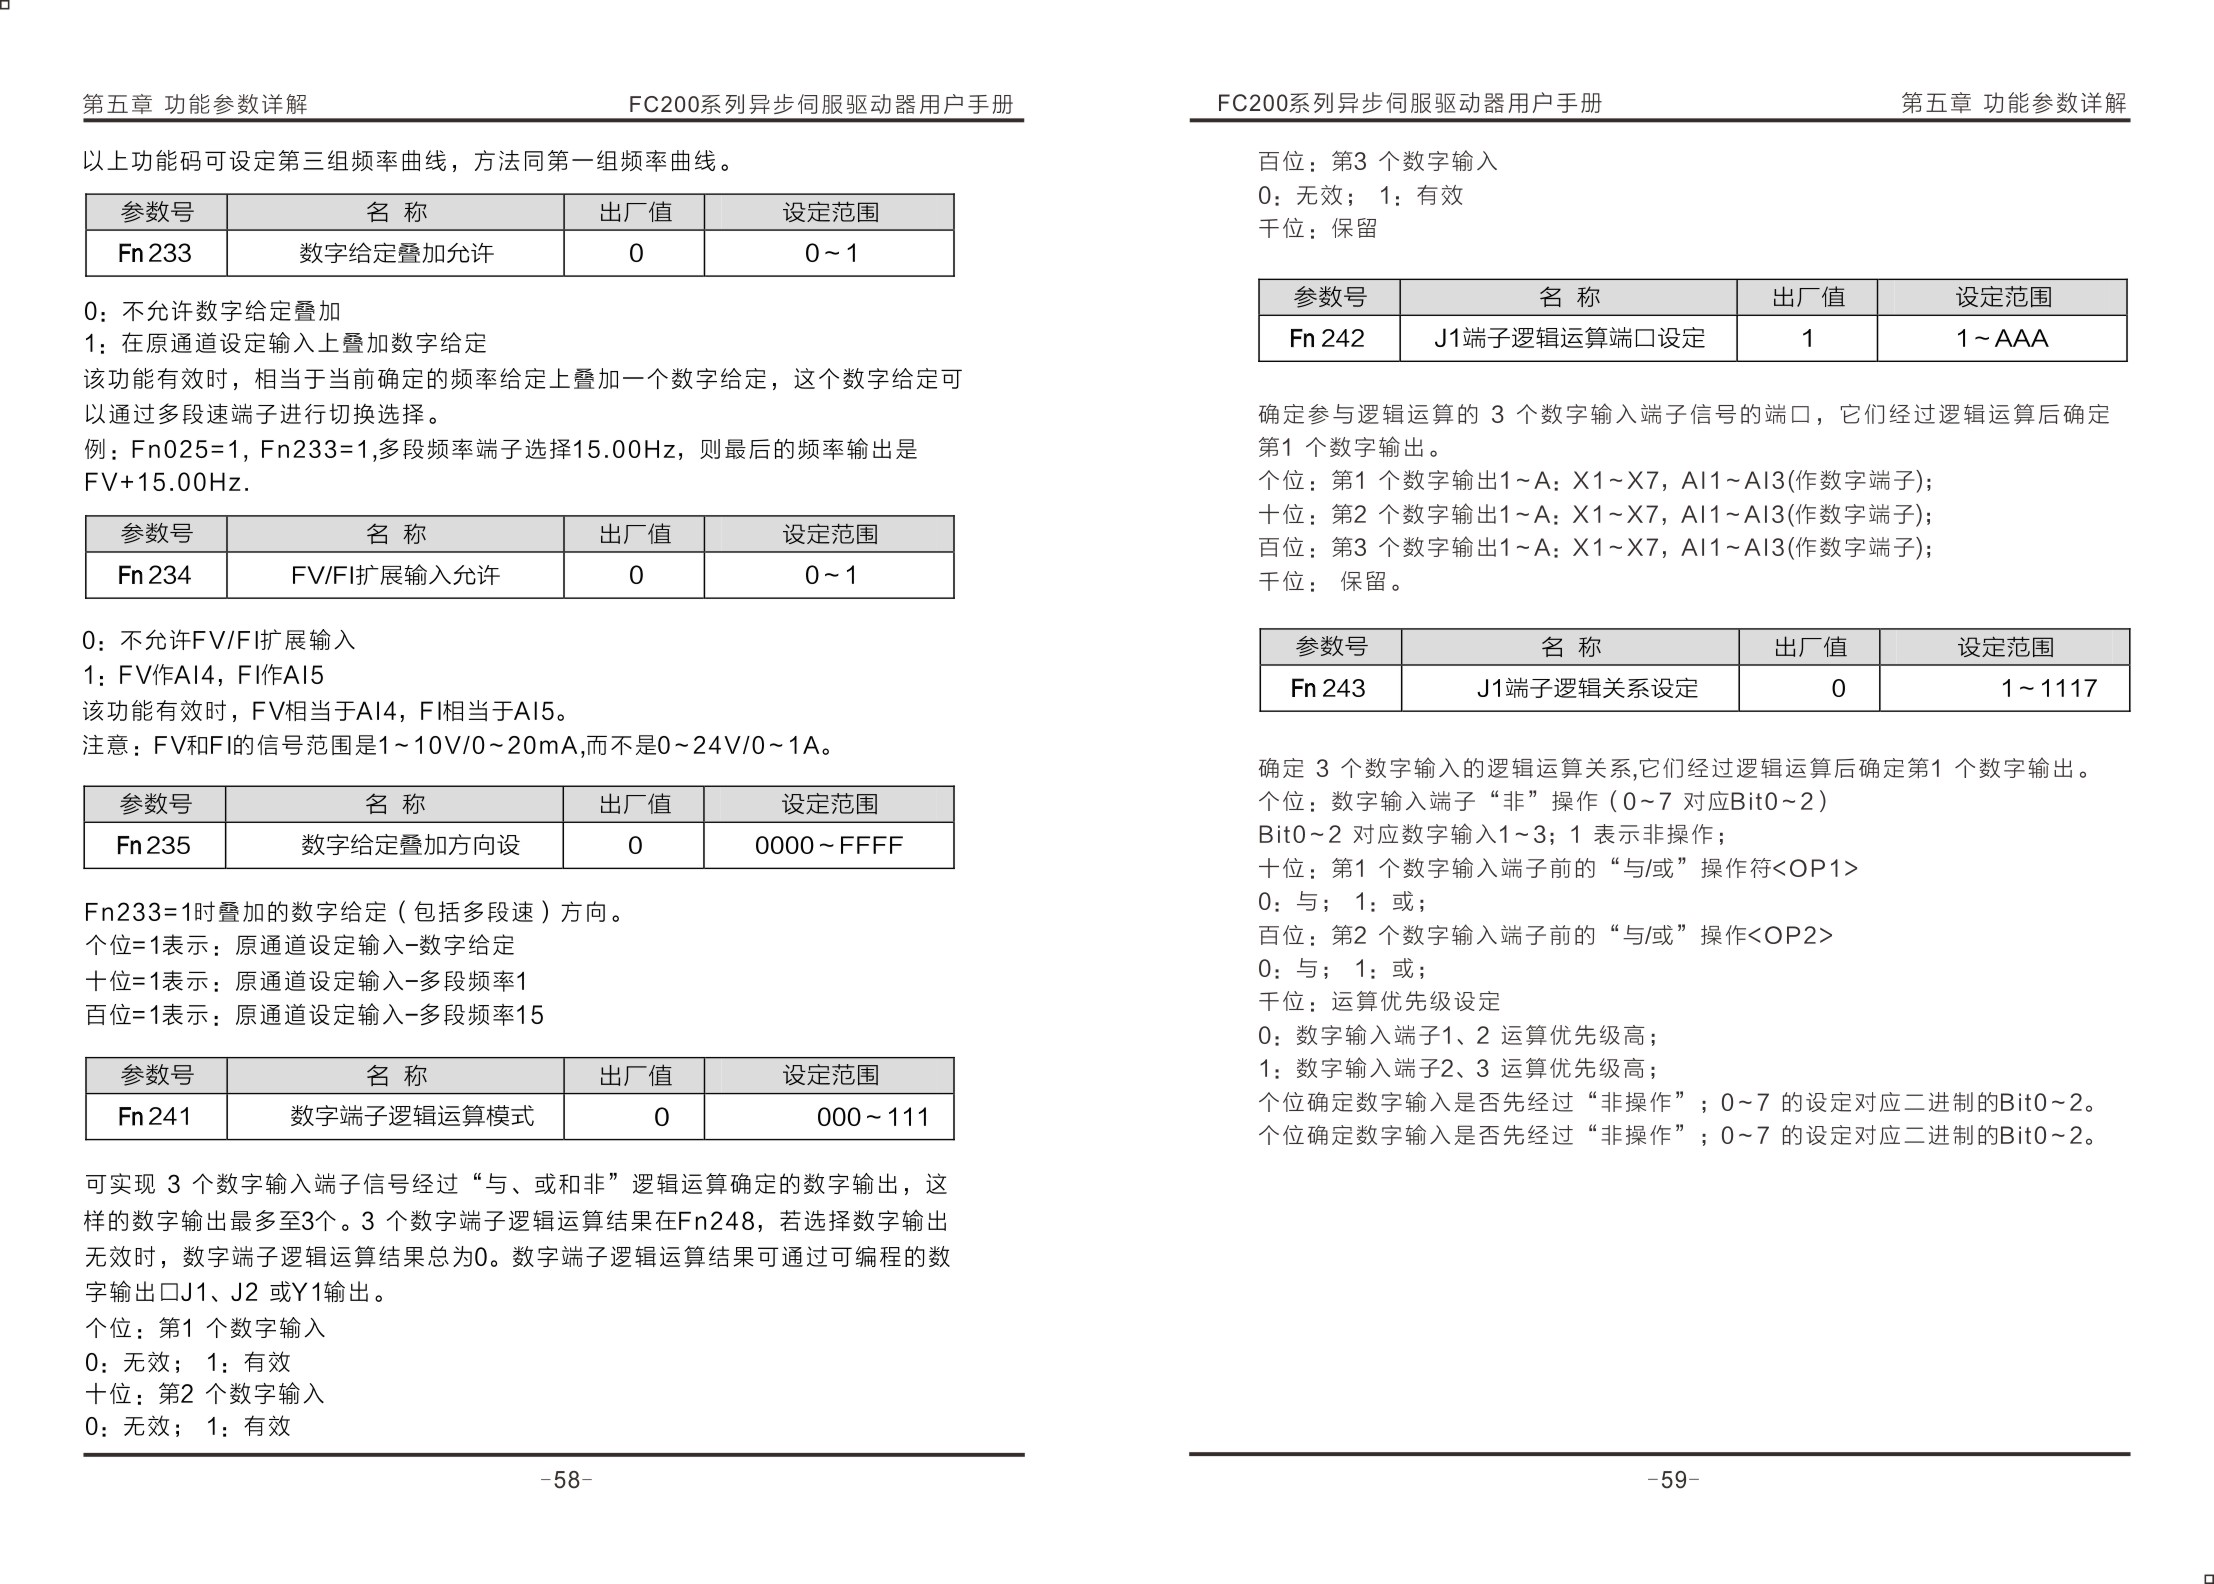 第五章 功能参数详解 FC200系列异步伺服驱动器用户手册
以上功能码可设定第三组频率曲线，方法同第一组频率曲线。
参数号 名 称 出厂值 设定范围
Fn233 数字给定叠加允许 0 0~1
0：不允许数字给定叠加
1：在原通道设定输入上叠加数字给定
该功能有效时，相当于当前确定的频率给定上叠加一个数字给定，这个数字给定可
以通过多段速端子进行切换选择。
例：Fn025=1, Fn233=1,多段频率端子选择15.00Hz，则最后的频率输出是
FV+15.00Hz.
参数号 名 称 出厂值 设定范围
Fn234 FV/FI扩展输入允许 0 0~1
0：不允许FV/FI扩展输入
1：FV作AI4，FI作AI5
该功能有效时，FV相当于AI4，FI相当于AI5。
注意：FV和FI的信号范围是1~10V/0~20mA,而不是0~24V/0~1A。
参数号 名 称 出厂值 设定范围
Fn235 数字给定叠加方向设 0 0000~FFFF
Fn233=1时叠加的数字给定（包括多段速）方向。
个位=1表示：原通道设定输入-数字给定
十位=1表示：原通道设定输入-多段频率1
百位=1表示：原通道设定输入-多段频率15
参数号 名 称 出厂值 设定范围
Fn241 数字端子逻辑运算模式 0 000~111
可实现 3 个数字输入端子信号经过“与、或和非”逻辑运算确定的数字输出，这
样的数字输出最多至3个。3 个数字端子逻辑运算结果在Fn248，若选择数字输出
无效时，数字端子逻辑运算结果总为0。数字端子逻辑运算结果可通过可编程的数
字输出口J1、J2 或Y1输出。
个位：第1 个数字输入
0：无效； 1：有效
十位：第2 个数字输入
0：无效； 1：有效
-58-
FC200系列异步伺服驱动器用户手册 第五章 功能参数详解
百位：第3 个数字输入
0：无效； 1：有效
千位：保留
参数号 名 称 出厂值 设定范围
Fn242 J1端子逻辑运算端口设定 1 1~AAA
确定参与逻辑运算的 3 个数字输入端子信号的端口，它们经过逻辑运算后确定
第1 个数字输出。
个位：第1 个数字输出1~A：X1~X7，AI1~AI3(作数字端子)；
十位：第2 个数字输出1~A：X1~X7，AI1~AI3(作数字端子)；
百位：第3 个数字输出1~A：X1~X7，AI1~AI3(作数字端子)；
千位： 保留。
参数号 名 称 出厂值 设定范围
Fn243 J1端子逻辑关系设定 0 1~1117
确定 3 个数字输入的逻辑运算关系,它们经过逻辑运算后确定第1 个数字输出。
个位：数字输入端子“非”操作（0~7 对应Bit0~2）
Bit0~2 对应数字输入1~3；1 表示非操作；
十位：第1 个数字输入端子前的“与/或”操作符<OP1>
0：与； 1：或；
百位：第2 个数字输入端子前的“与/或”操作<OP2>
0：与； 1：或；
千位：运算优先级设定
0：数字输入端子1、2 运算优先级高；
1：数字输入端子2、3 运算优先级高；
个位确定数字输入是否先经过“非操作”；0~7 的设定对应二进制的Bit0~2。
个位确定数字输入是否先经过“非操作”；0~7 的设定对应二进制的Bit0~2。
-59-